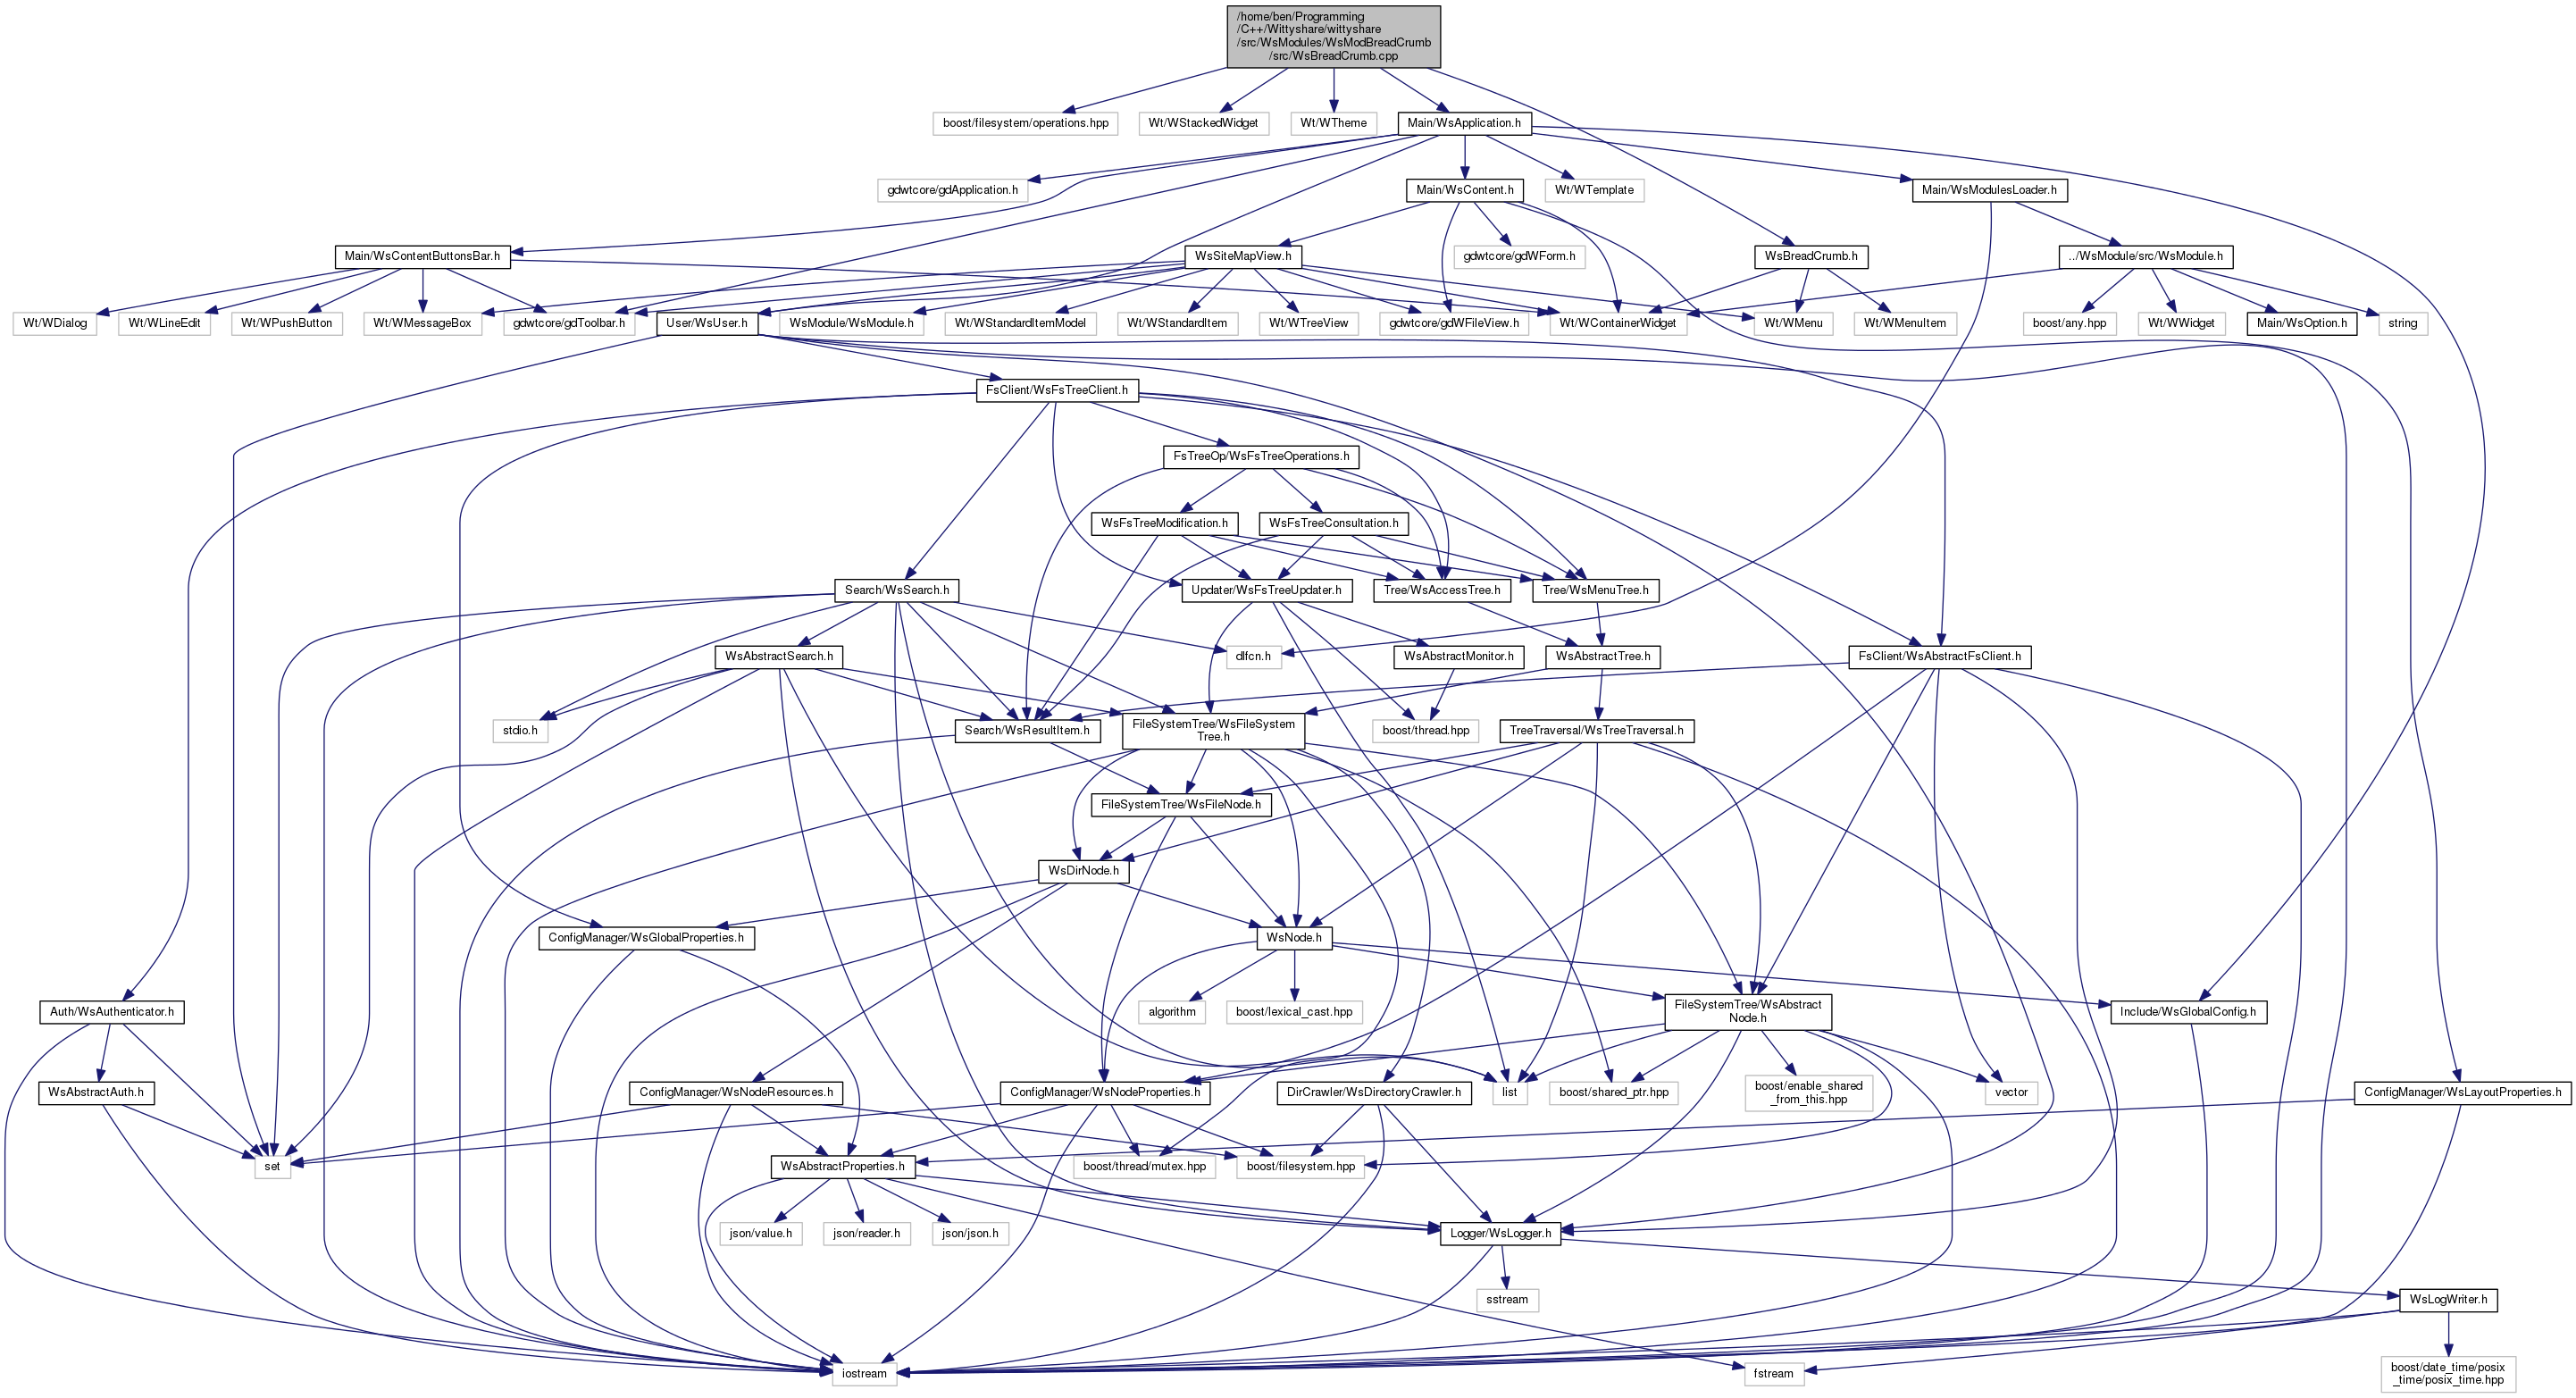 /home/ben/Programming
/C++/Wittyshare/wittyshare
/src/WsModules/WsModBreadCrumb
/src/WsBreadCrumb.cpp
boost/filesystem/operations.hpp
Wt/WStackedWidget
Wt/WTheme
Main/WsApplication.h
gdwtcore/gdApplication.h
Main/WsContent.h
Wt/WTemplate
Main/WsModulesLoader.h
Main/WsContentButtonsBar.h
WsSiteMapView.h
gdwtcore/gdWForm.h
WsBreadCrumb.h
../WsModule/src/WsModule.h
Wt/WDialog
Wt/WLineEdit
Wt/WPushButton
Wt/WMessageBox
gdwtcore/gdToolbar.h
User/WsUser.h
WsModule/WsModule.h
Wt/WStandardItemModel
Wt/WStandardItem
Wt/WTreeView
gdwtcore/gdWFileView.h
Wt/WContainerWidget
Wt/WMenu
Wt/WMenuItem
boost/any.hpp
Wt/WWidget
Main/WsOption.h
string
FsClient/WsFsTreeClient.h
FsTreeOp/WsFsTreeOperations.h
WsFsTreeModification.h
WsFsTreeConsultation.h
Search/WsSearch.h
Updater/WsFsTreeUpdater.h
Tree/WsAccessTree.h
Tree/WsMenuTree.h
WsAbstractSearch.h
dlfcn.h
WsAbstractMonitor.h
WsAbstractTree.h
FsClient/WsAbstractFsClient.h
stdio.h
Search/WsResultItem.h
FileSystemTree/WsFileSystem
Tree.h
boost/thread.hpp
TreeTraversal/WsTreeTraversal.h
FileSystemTree/WsFileNode.h
WsDirNode.h
ConfigManager/WsGlobalProperties.h
WsNode.h
Auth/WsAuthenticator.h
algorithm
boost/lexical_cast.hpp
FileSystemTree/WsAbstract
Node.h
Include/WsGlobalConfig.h
WsAbstractAuth.h
ConfigManager/WsNodeResources.h
ConfigManager/WsNodeProperties.h
DirCrawler/WsDirectoryCrawler.h
list
boost/shared_ptr.hpp
boost/enable_shared
_from_this.hpp
vector
ConfigManager/WsLayoutProperties.h
set
WsAbstractProperties.h
boost/thread/mutex.hpp
boost/filesystem.hpp
json/value.h
json/reader.h
json/json.h
Logger/WsLogger.h
sstream
WsLogWriter.h
iostream
fstream
boost/date_time/posix
_time/posix_time.hpp